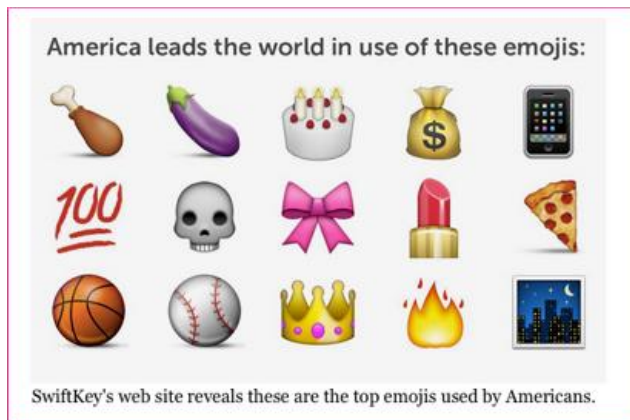 America leads the world in use of these emojis:
$
100
SwiftKey's web site reveals these are the top emojis used by Americans.